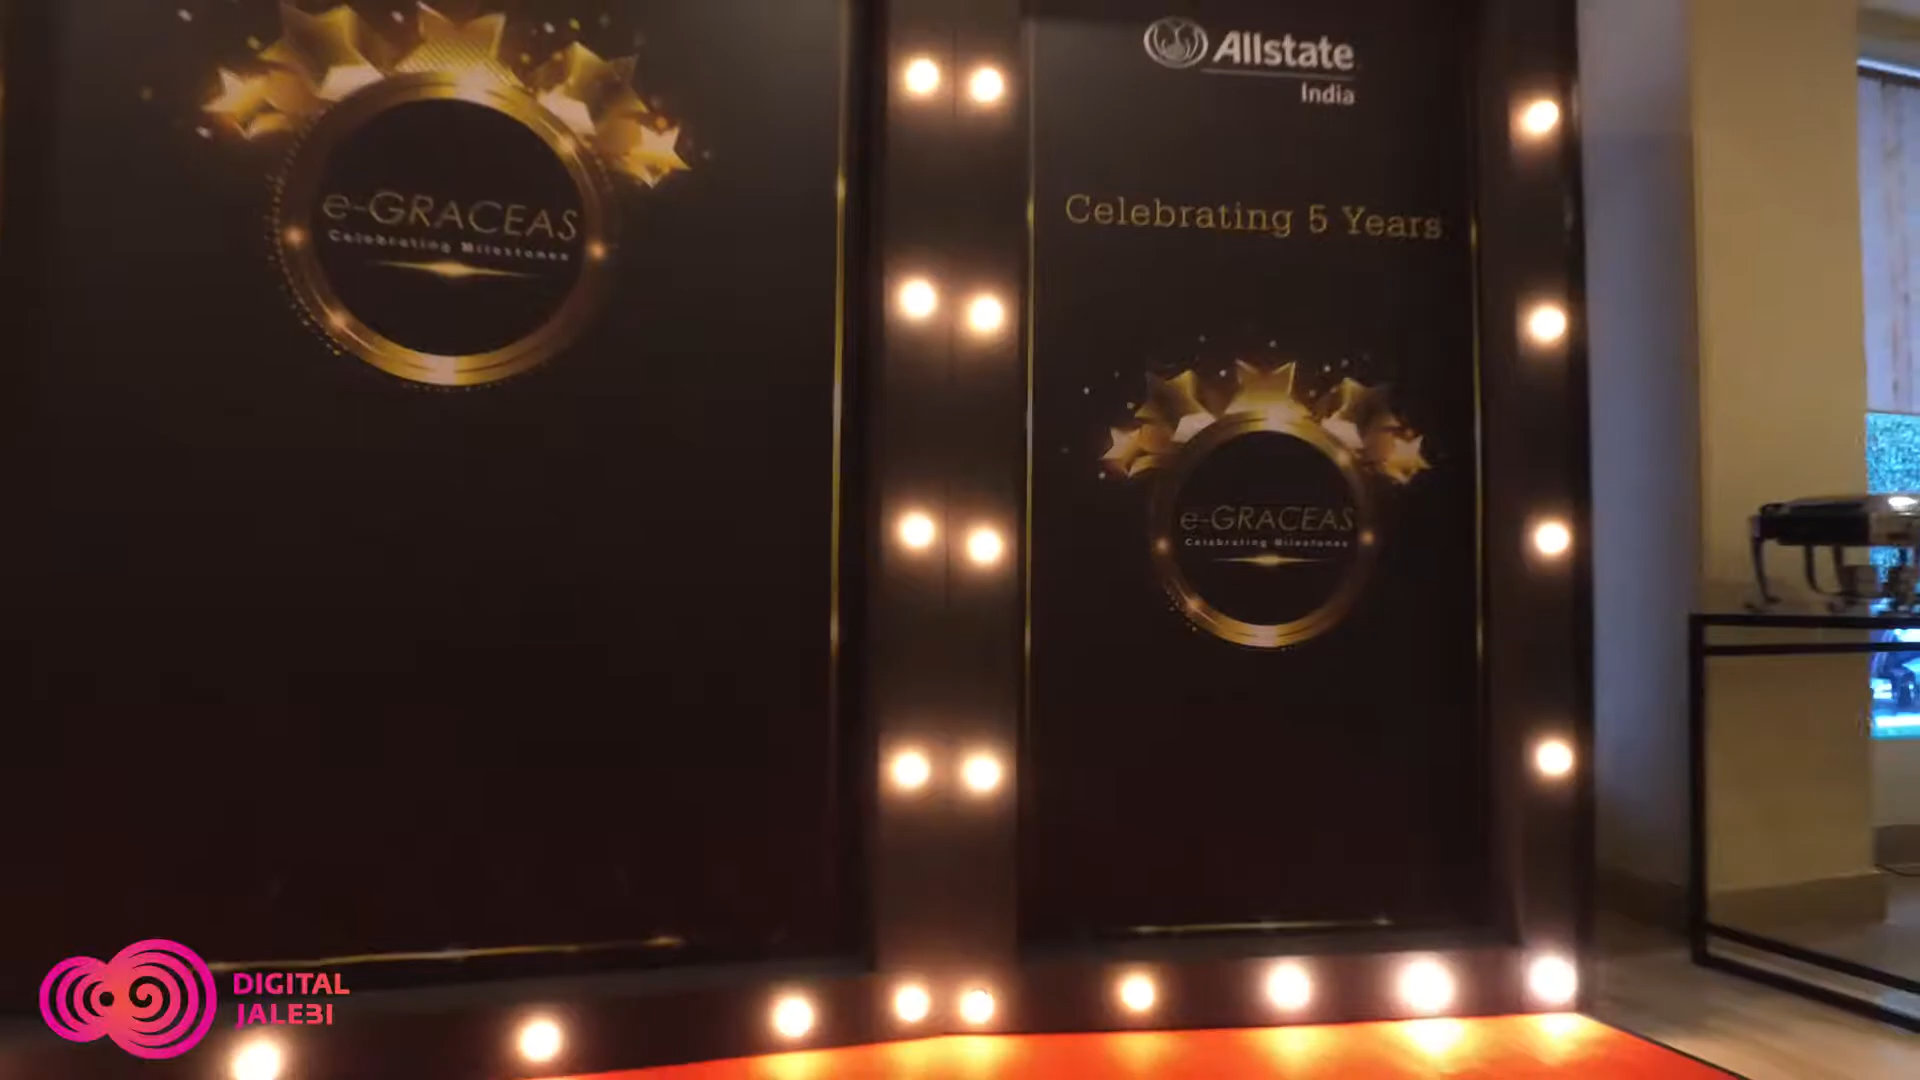 e-GRACEAS
Celebrating Milestones
Allstate
India
Celebrating 5 Years
e-GRACEAS
Celebrating Milestones
DIGITAL
JALEBI